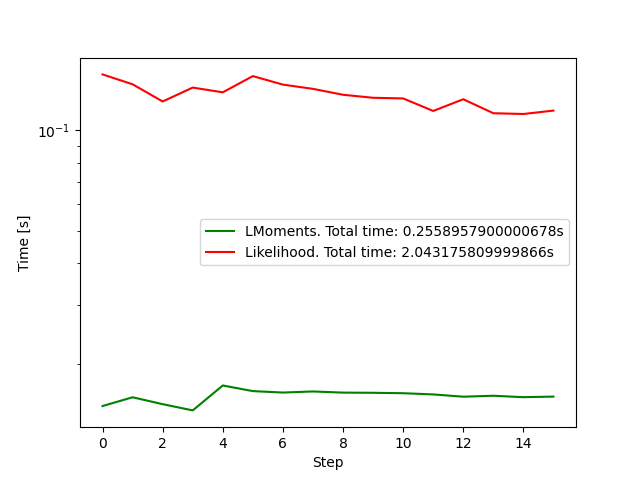 10⁻¹
Time [s]
LMoments. Total time: 0.2558957900000678s
Likelihood. Total time: 2.043175809999866s
0 2 4 6 8 10 12 14
Step